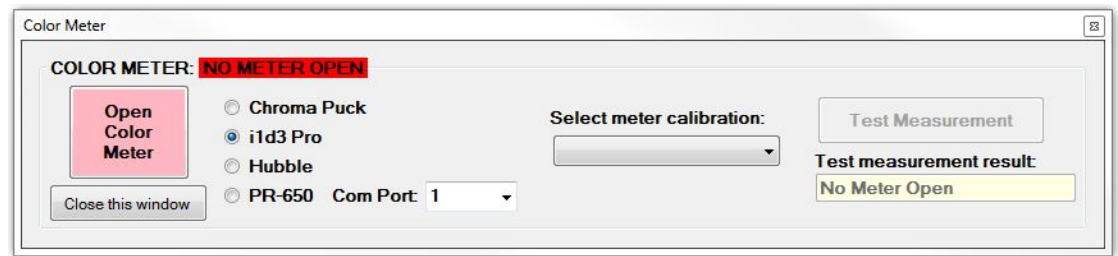 Color Meter
COLOR METER: NO METER OPEN
Open
Color
Meter
Close this window
Chroma Puck
i1d3 Pro
Hubble
PR-650 Com Port: 1
Select meter calibration:
Test Measurement
Test measurement result:
No Meter Open